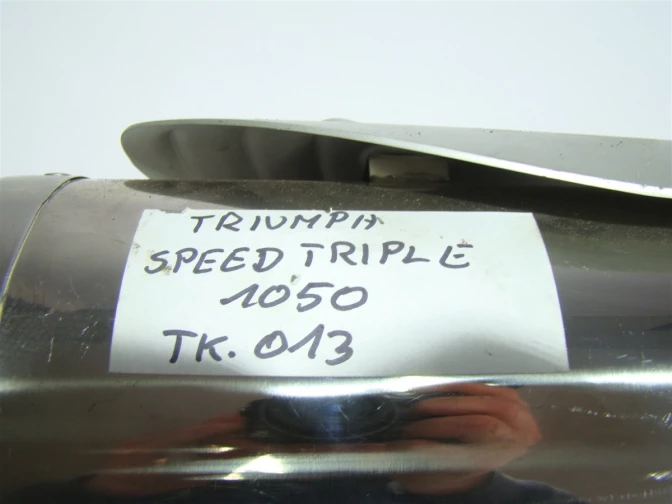 TRIUMPH
SPEED TRIPLE
1050
TK. 013